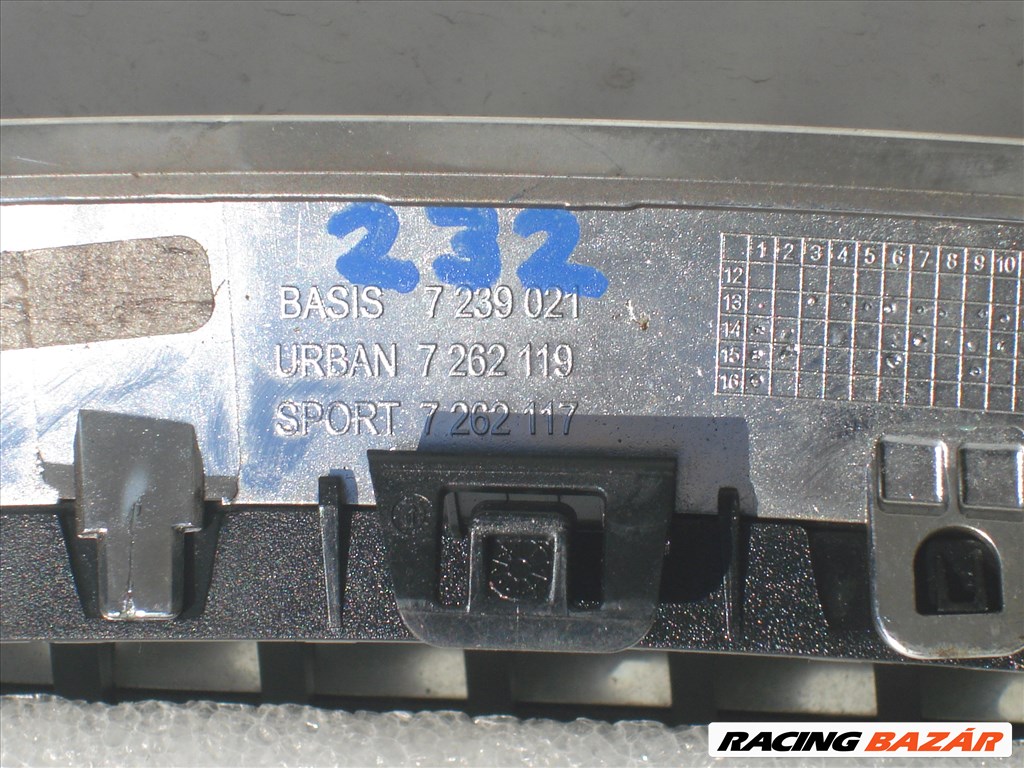 232
BASIS 7 239 021
URBAN 7 262 119
SPORT 7 262 117
1 2 3 4 5 6 7 8 9 10
12
13
14
15
16
RACING BAZÁR